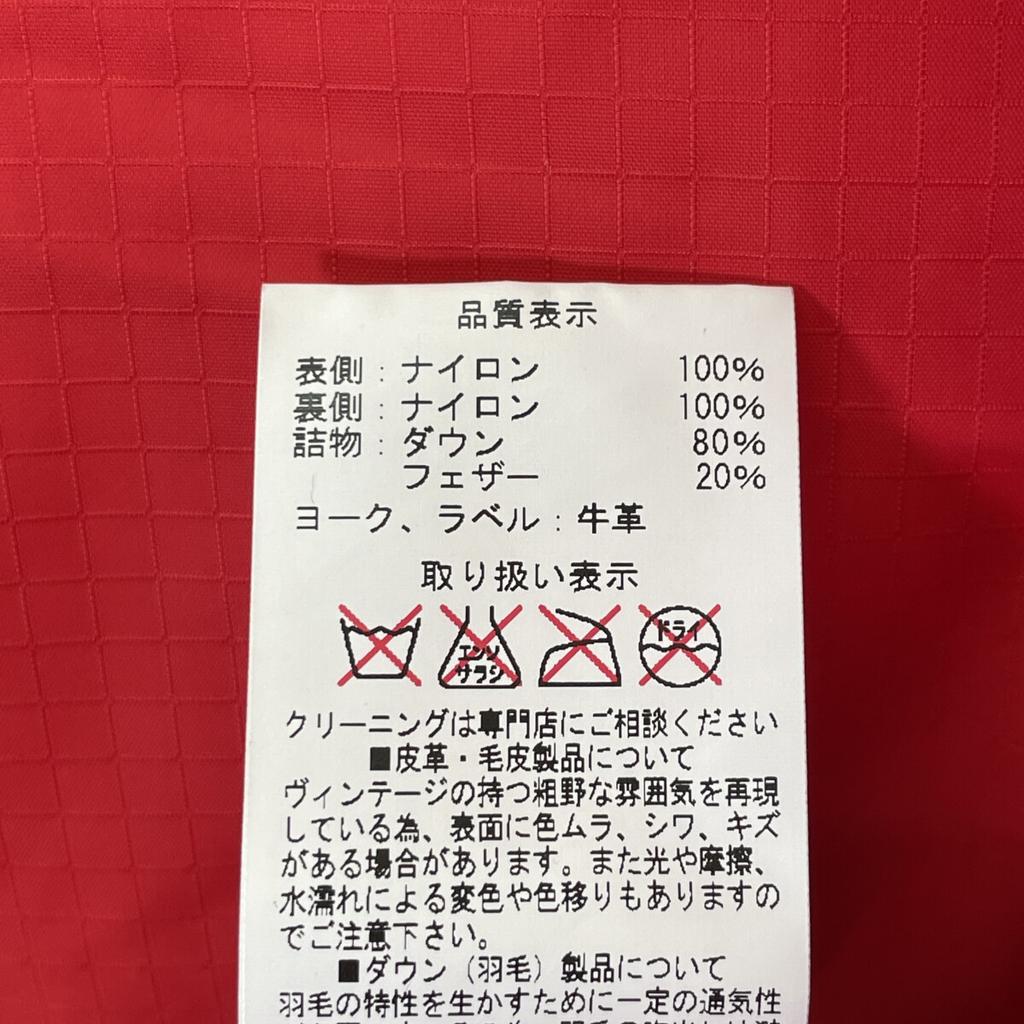 品質表示
表側：ナイロン 100%
裏側：ナイロン 100%
詰物：ダウン 80%
フェザー 20%
ヨーク、ラベル：牛革
取り扱い表示
エンソ
サラシ
ドライ
クリーニングは専門店にご相談ください
■皮革・毛皮製品について
ヴィンテージの持つ粗野な雰囲気を再現
している為、表面に色ムラ、シワ、キズ
がある場合があります。また光や摩擦、
水濡れによる変色や色移りもありますの
でご注意下さい。
■ダウン（羽毛）製品について
羽毛の特性を生かすために一定の通気性